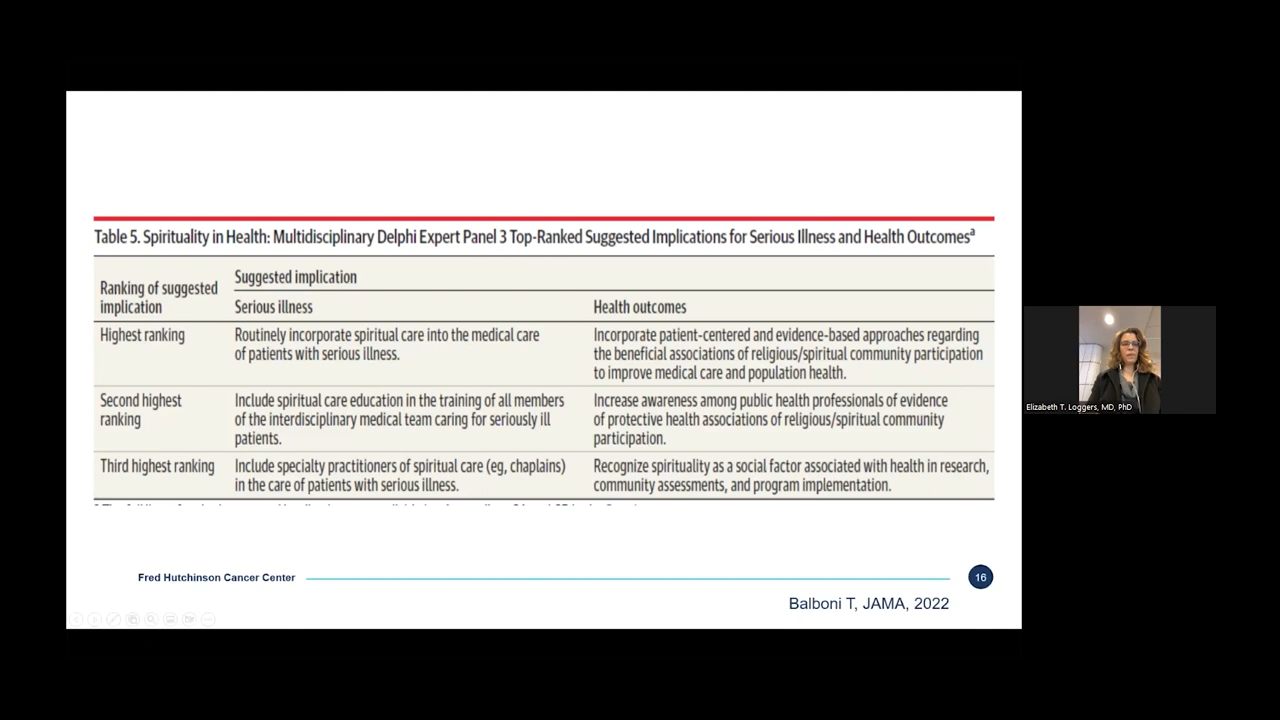 Table 5. Spirituality in Health: Multidisciplinary Delphi Expert Panel 3 Top-Ranked Suggested Implications for Serious Illness and Health Outcomesa
Ranking of suggested
implication
Suggested implication
Serious illness
Health outcomes
Highest ranking
Routinely incorporate spiritual care into the medical care
of patients with serious illness.
Incorporate patient-centered and evidence-based approaches regarding
the beneficial associations of religious/spiritual community participation
to improve medical care and population health.
Second highest
ranking
Include spiritual care education in the training of all members
of the interdisciplinary medical team caring for seriously ill
patients.
Increase awareness among public health professionals of evidence
of protective health associations of religious/spiritual community
participation.
Third highest ranking
Include specialty practitioners of spiritual care (eg, chaplains)
in the care of patients with serious illness.
Recognize spirituality as a social factor associated with health in research,
community assessments, and program implementation.
Fred Hutchinson Cancer Center
16
Balboni T, JAMA, 2022
Elizabeth T. Loggers, MD, PhD